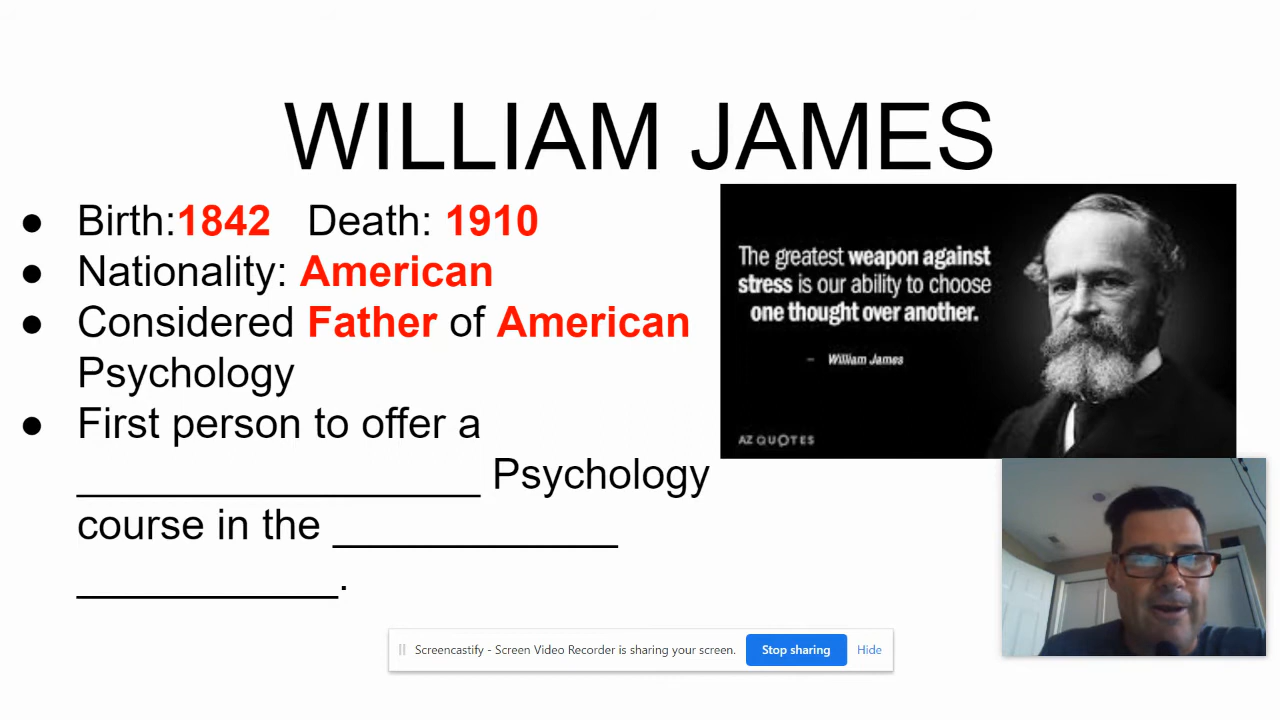 WILLIAM JAMES
● Birth:1842 Death: 1910
● Nationality: American
● Considered Father of American
Psychology
● First person to offer a
_________________ Psychology
course in the ____________
___________.
The greatest weapon against
stress is our ability to choose
one thought over another.
– William James
AZ QUOTES
Screencastify - Screen Video Recorder is sharing your screen. Stop sharing Hide